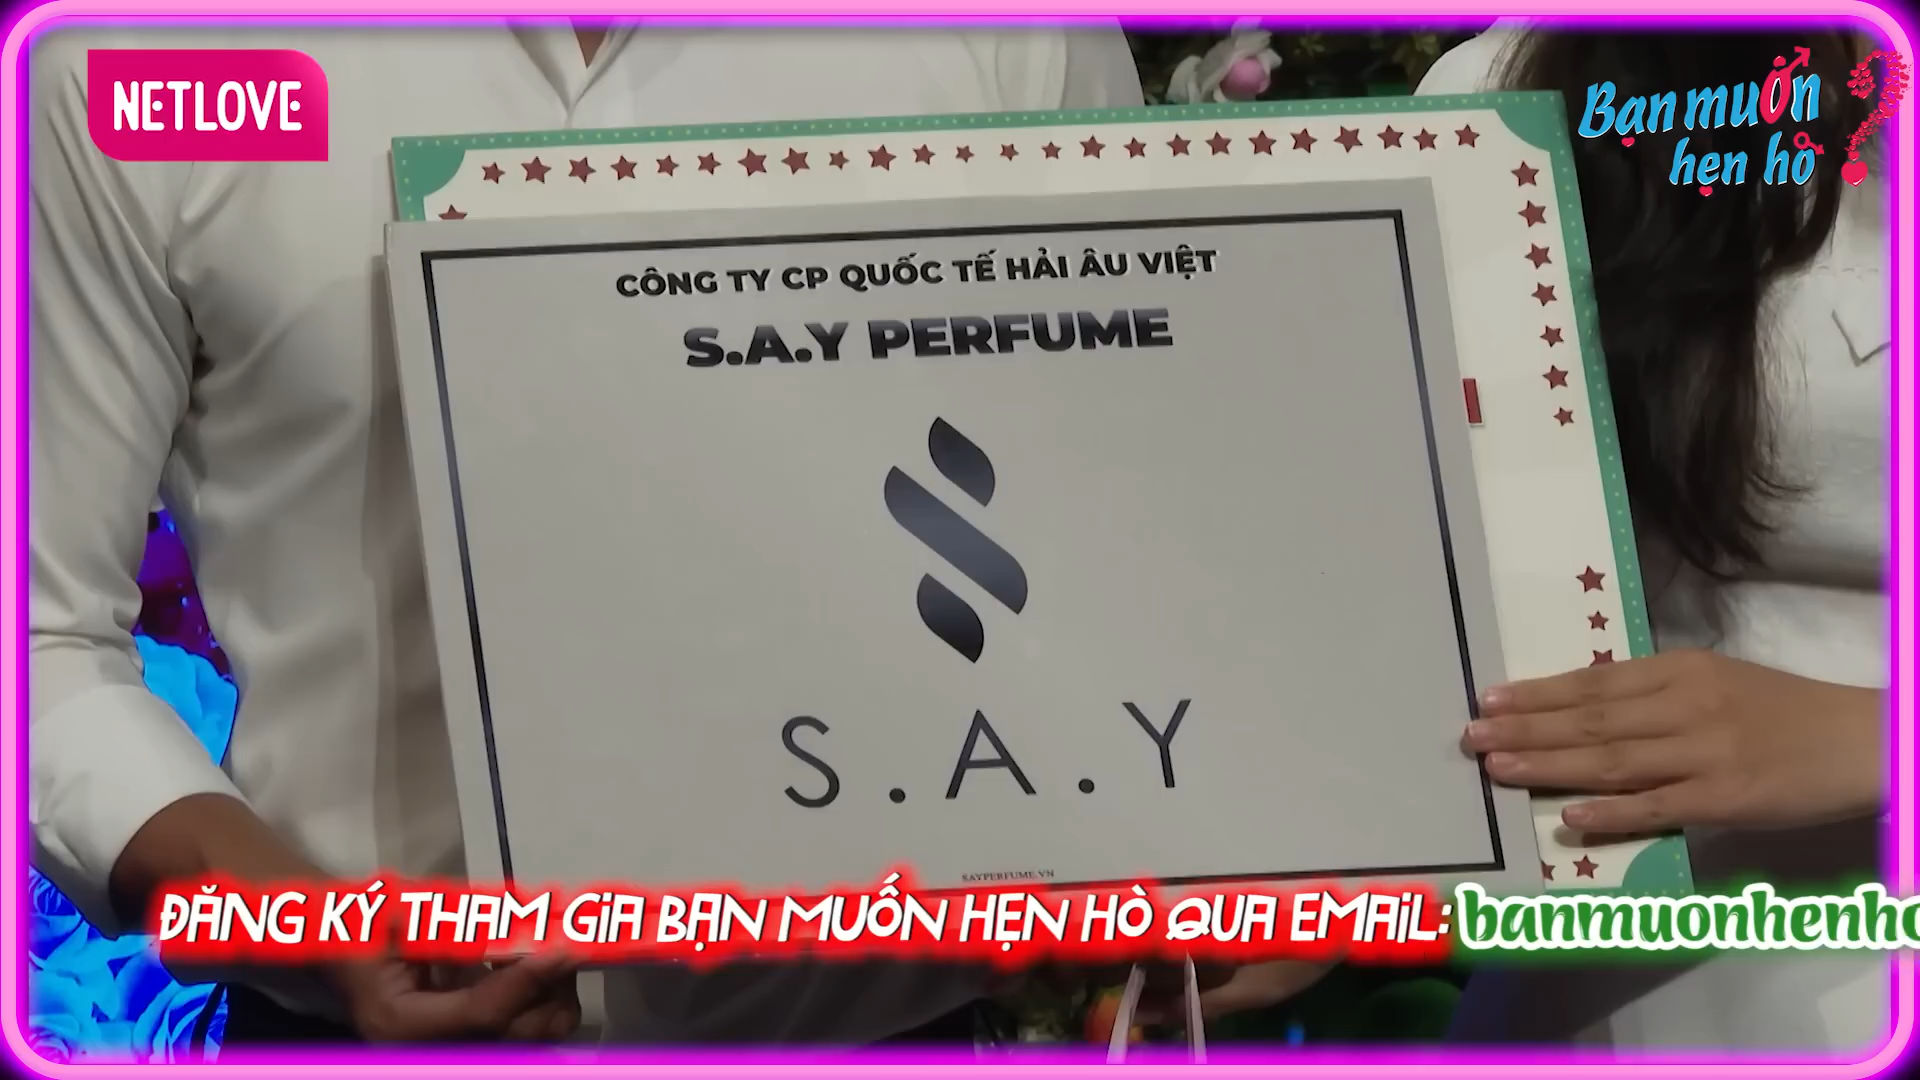 NETLOVE
Bạn muốn
hẹn hò
CÔNG TY CP QUỐC TẾ HẢI ÂU VIỆT
S.A.Y PERFUME
S.A.Y
SAYPERFUME.VN
ĐĂNG KÝ THAM GIA BẠN MUỐN HẸN HÒ QUA EMAIL: banmuonhenho